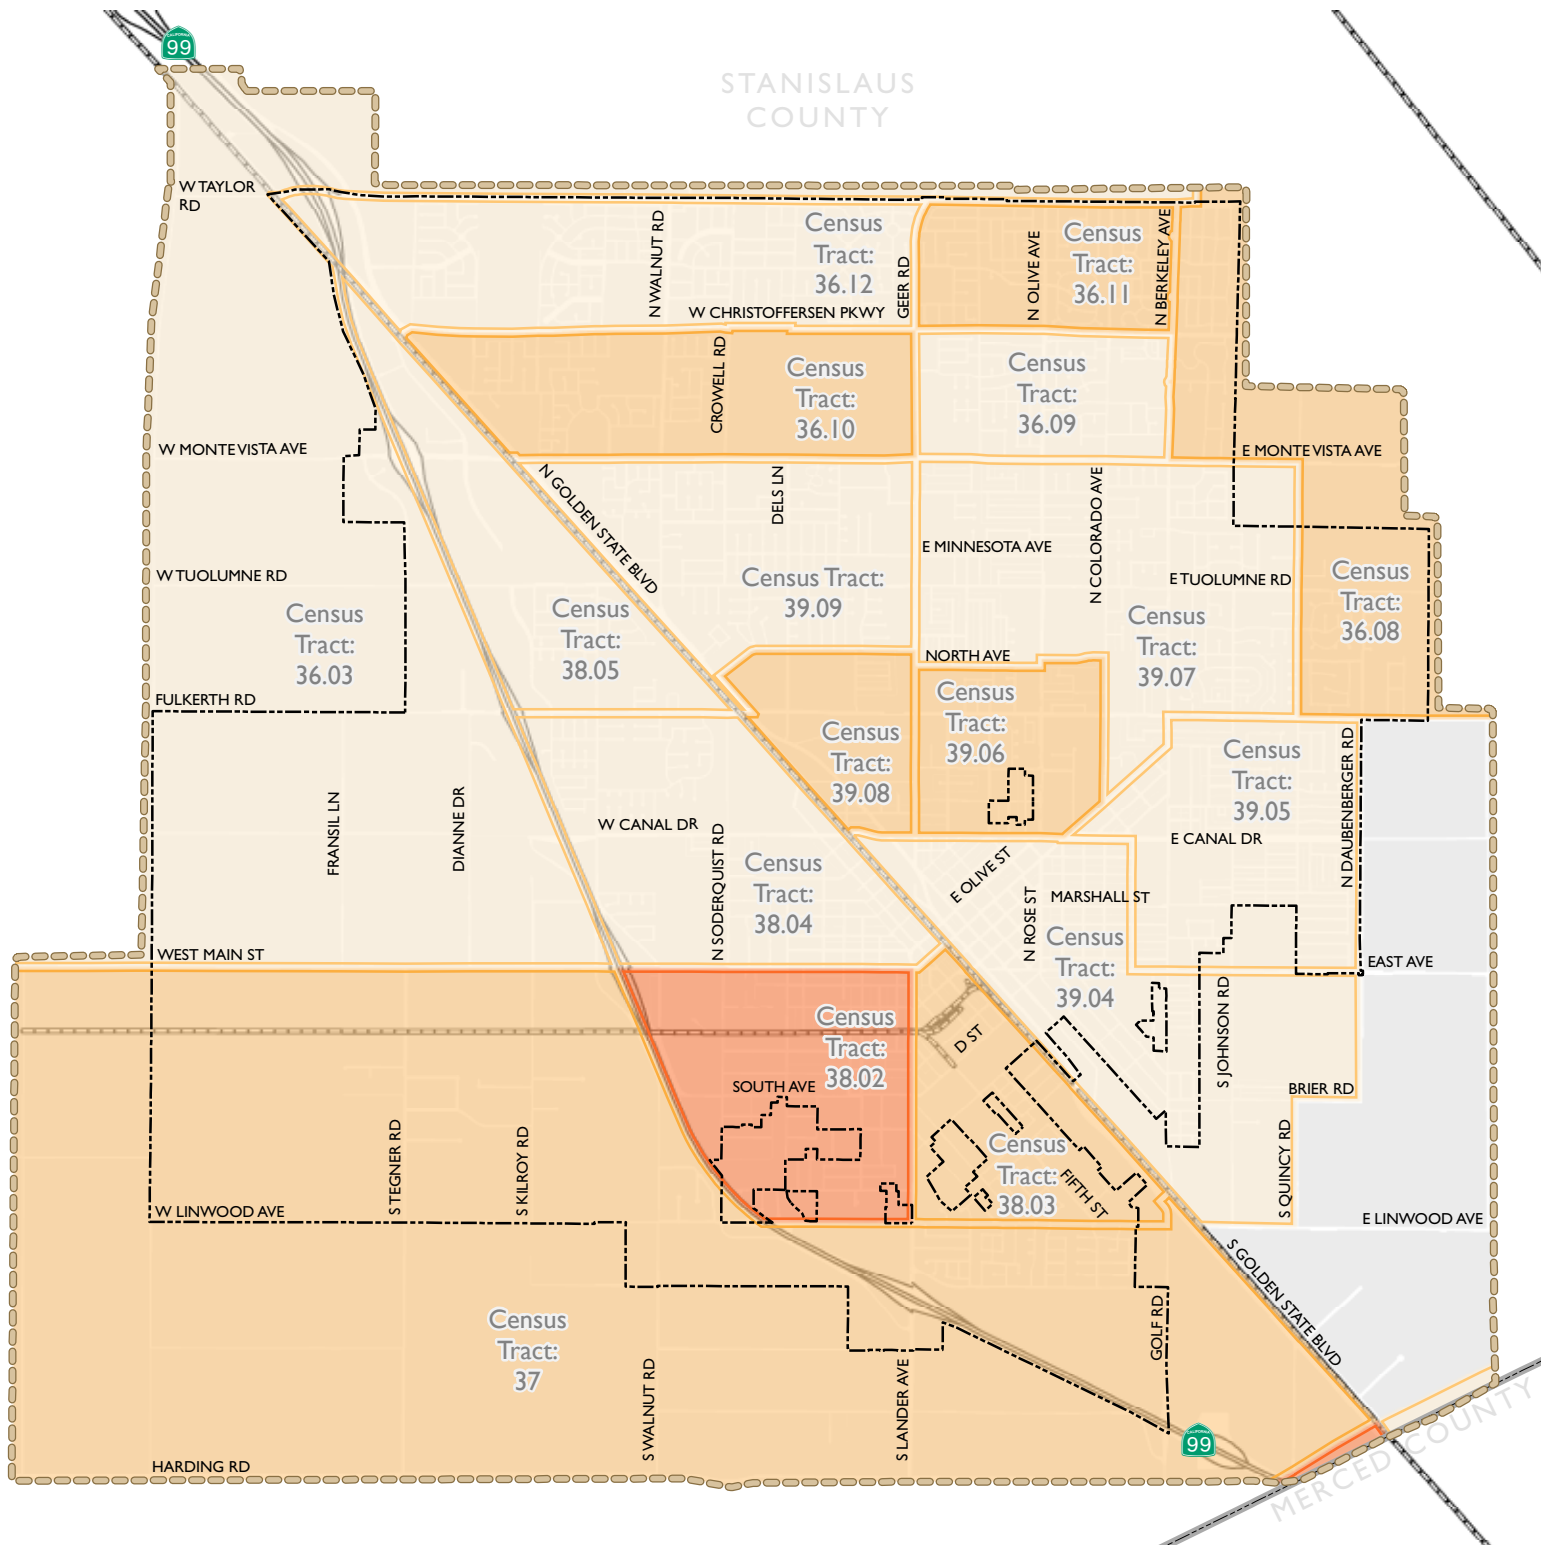 CALIFORNIA
99
STANISLAUS
COUNTY
W TAYLOR
RD
N WALNUT RD
Census
Tract:
36.12
GEER RD
N OLIVE AVE
Census
Tract:
36.11
N BERKELEY AVE
W CHRISTOFFERSEN PKWY
CROWELL RD
Census
Tract:
36.10
Census
Tract:
36.09
W MONTE VISTA AVE
E MONTE VISTA AVE
N GOLDEN STATE BLVD
DELS LN
N COLORADO AVE
E MINNESOTA AVE
W TUOLUMNE RD
Census Tract:
39.09
E TUOLUMNE RD
Census
Tract:
36.08
Census
Tract:
36.03
Census
Tract:
38.05
Census
Tract:
39.07
NORTH AVE
FULKERTH RD
Census
Tract:
39.06
Census
Tract:
39.08
Census
Tract:
39.05
N DAUBENBERGER RD
FRANSIL LN
DIANNE DR
W CANAL DR
N SODERQUIST RD
E CANAL DR
Census
Tract:
38.04
E OLIVE ST
N ROSE ST
MARSHALL ST
Census
Tract:
39.04
WEST MAIN ST
EAST AVE
S JOHNSON RD
Census
Tract:
38.02
D ST
SOUTH AVE
BRIER RD
S TEGNER RD
S KILROY RD
Census
Tract:
38.03
FIFTH ST
S QUINCY RD
W LINWOOD AVE
E LINWOOD AVE
S GOLDEN STATE BLVD
Census
Tract:
37
GOLF RD
S WALNUT RD
S LANDER AVE
CALIFORNIA
99
HARDING RD
MERCED COUNTY